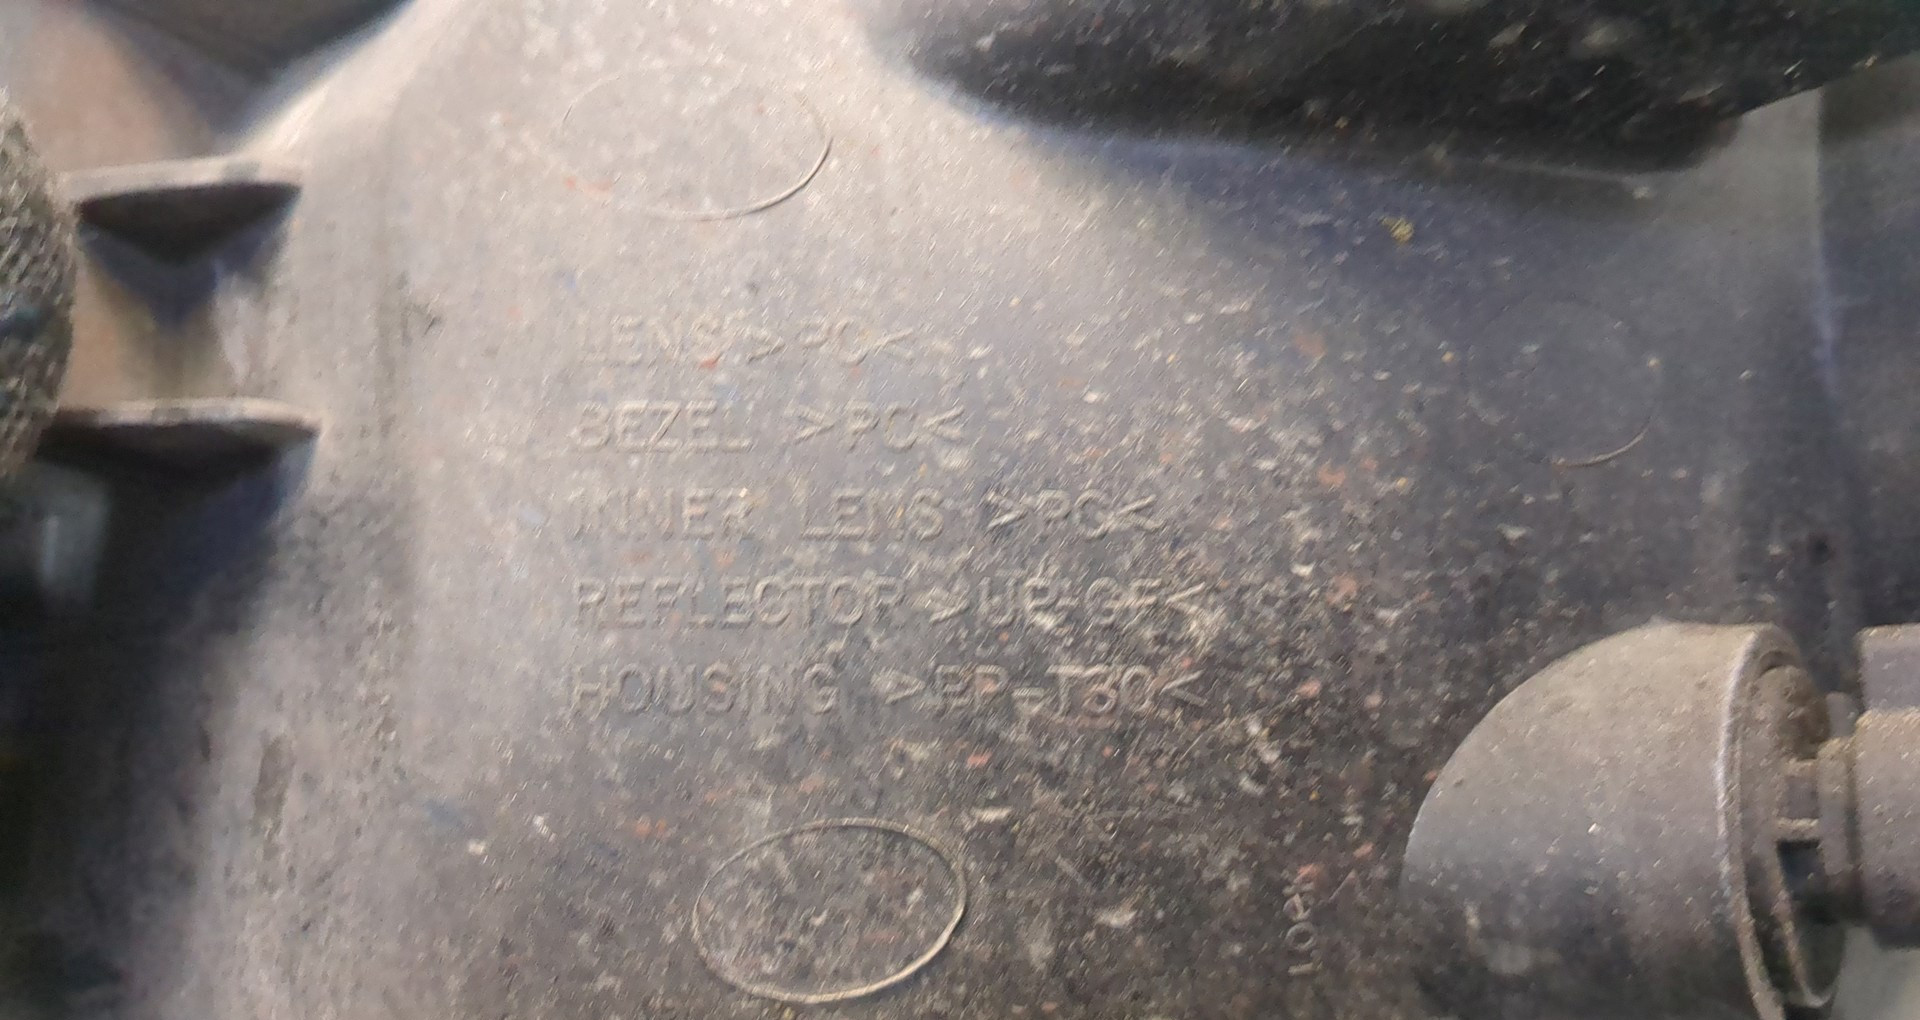 LENS >PC<
BEZEL >PC<
INNER LENS >PC<
REFLECTOR >UP-GF<
HOUSING >PP-T30<